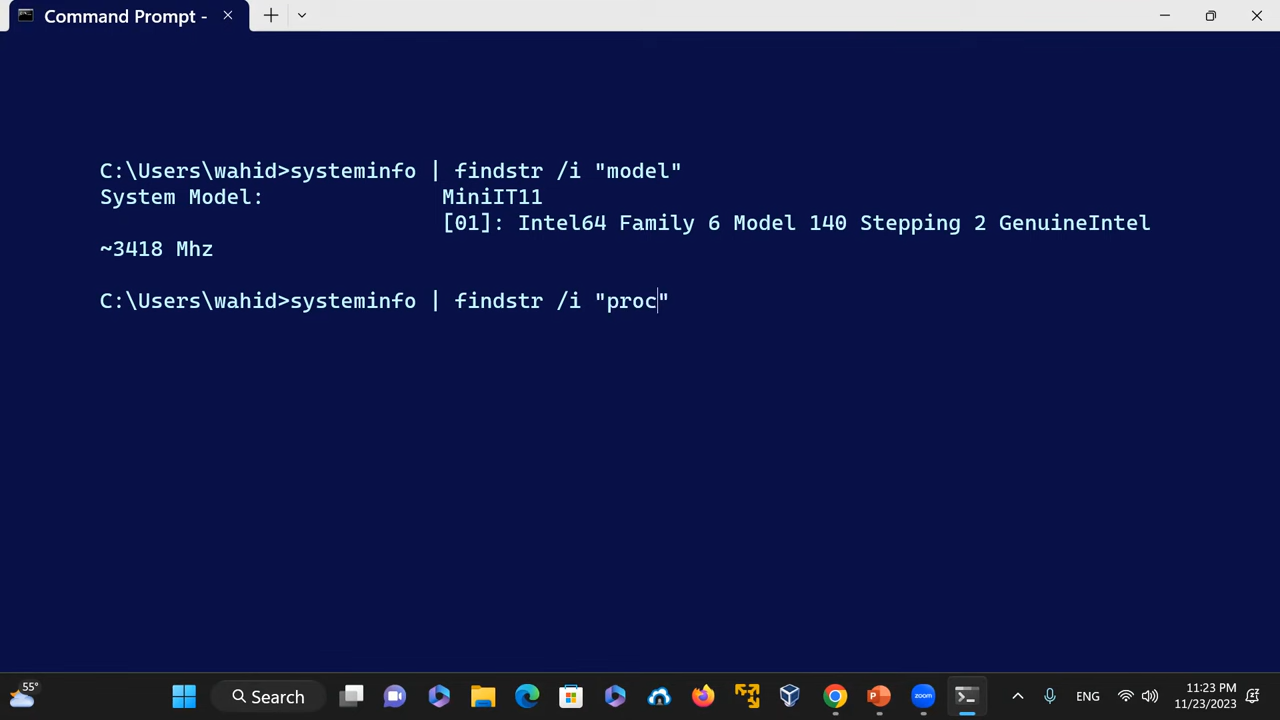 Command Prompt -
C:\Users\wahid>systeminfo | findstr /i "model"
System Model:                 MiniIT11
[01]: Intel64 Family 6 Model 140 Stepping 2 GenuineIntel
~3418 Mhz
C:\Users\wahid>systeminfo | findstr /i "proc"
55°
Search
zoom
ENG
11:23 PM
11/23/2023